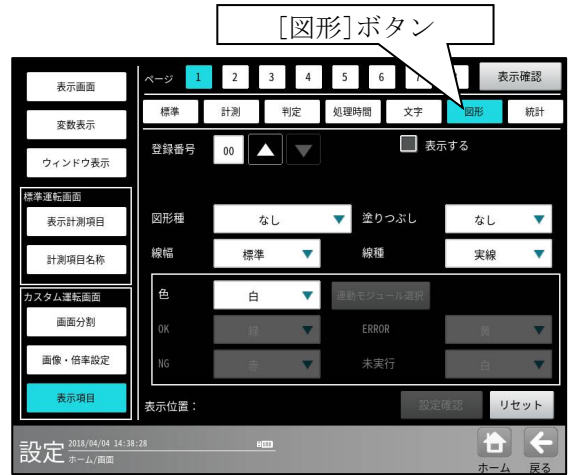 [図形]ボタン
ページ 1 2 3 4 5 6 7 表示確認
標準 計測 判定 処理時間 文字 図形 統計
登録番号 00 表示する
図形種 なし 塗りつぶし なし
線幅 標準 線種 実線
色 白 連動モジュール選択
OK 緑 ERROR 黄
NG 赤 未実行 白
表示位置： 設定確認 リセット
表示画面
変数表示
ウィンドウ表示
標準運転画面
表示計測項目
計測項目名称
カスタム運転画面
画面分割
画像・倍率設定
表示項目
設定 2018/04/04 14:38:28
ホーム/画面
ホーム 戻る